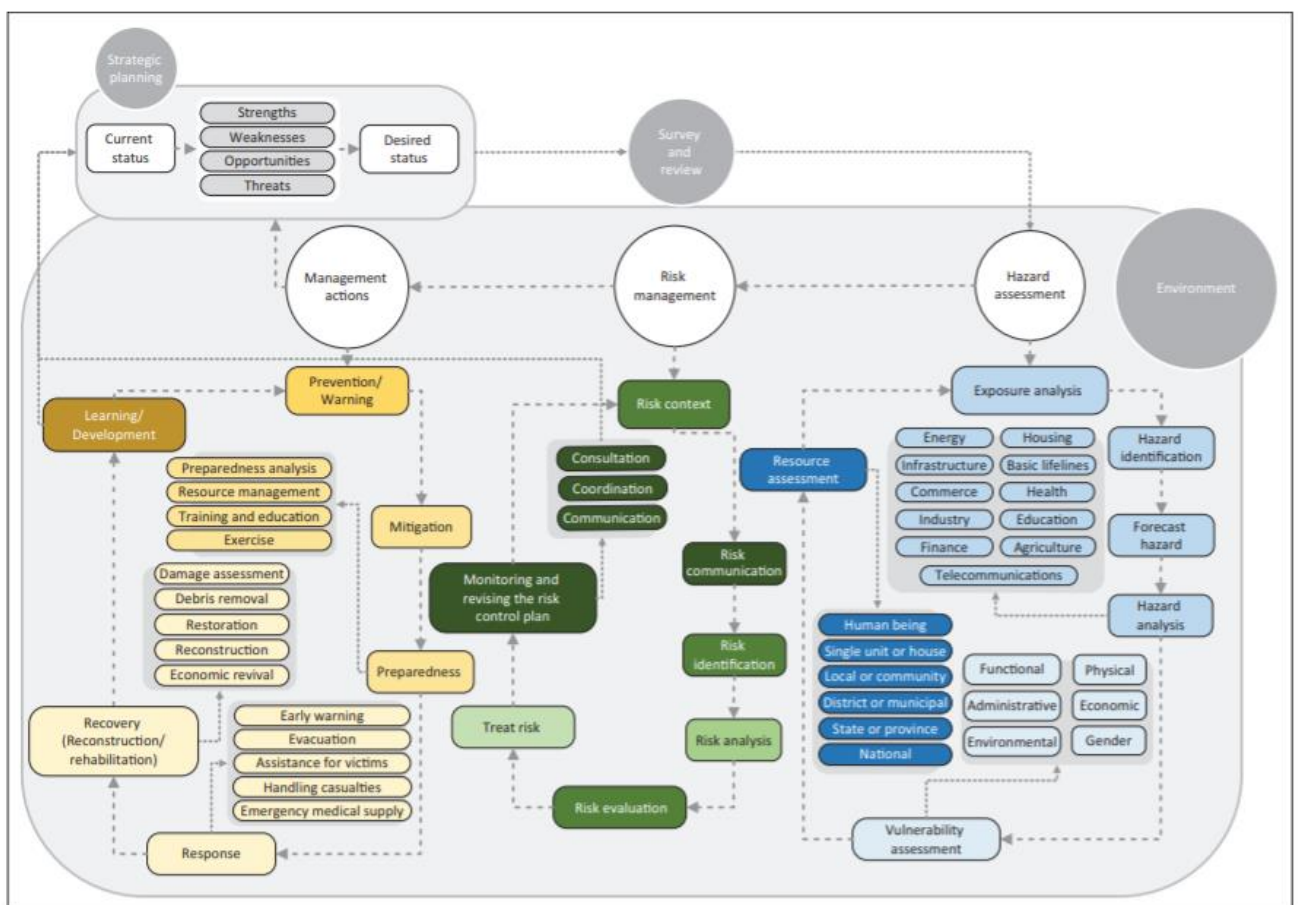 Strategic
planning
Current
status
Strengths
Weaknesses
Opportunities
Threats
Desired
status
Survey
and
review
Management
actions
Risk
management
Hazard
assessment
Environment
Prevention/
Warning
Learning/
Development
Preparedness analysis
Resource management
Training and education
Exercise
Mitigation
Damage assessment
Debris removal
Restoration
Reconstruction
Economic revival
Preparedness
Recovery
(Reconstruction/
rehabilitation)
Early warning
Evacuation
Assistance for victims
Handling casualties
Emergency medical supply
Response
Risk context
Consultation
Coordination
Communication
Risk
communication
Monitoring and
revising the risk
control plan
Risk
identification
Treat risk
Risk analysis
Risk evaluation
Exposure analysis
Resource
assessment
Energy
Housing
Infrastructure
Basic lifelines
Commerce
Health
Industry
Education
Finance
Agriculture
Telecommunications
Hazard
identification
Forecast
hazard
Hazard
analysis
Human being
Single unit or house
Local or community
District or municipal
State or province
National
Functional
Physical
Administrative
Economic
Environmental
Gender
Vulnerability
assessment